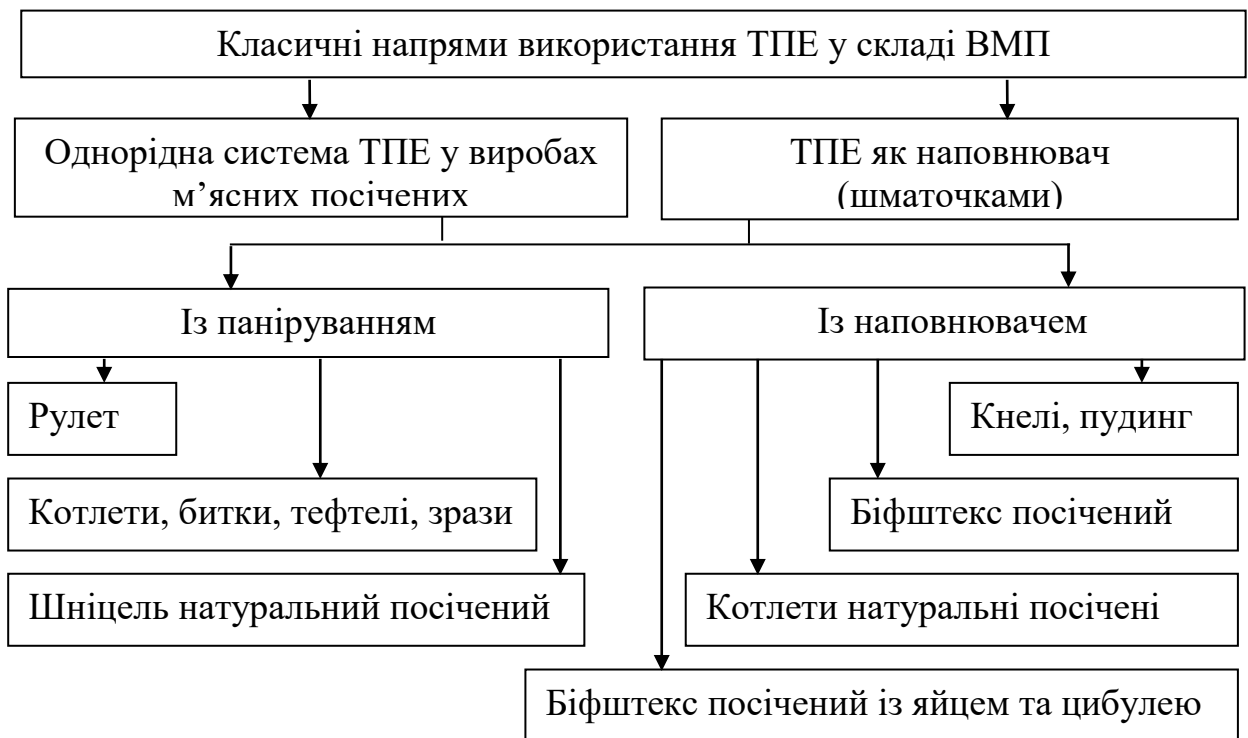 Класичні напрями використання ТПЕ у складі ВМП
Однорідна система ТПЕ у виробах
м’ясних посічених
ТПЕ як наповнювач
(шматочками)
Із паніруванням
Із наповнювачем
Рулет
Кнелі, пудинг
Котлети, битки, тефтелі, зрази
Біфштекс посічений
Шніцель натуральний посічений
Котлети натуральні посічені
Біфштекс посічений із яйцем та цибулею